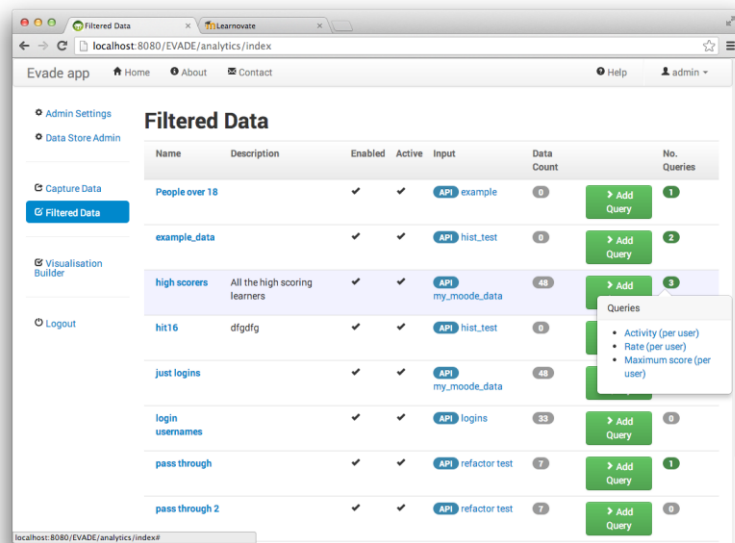 Filtered Data
Learnovate
localhost:8080/EVADE/analytics/index
Evade app Home About Contact Help admin
Admin Settings
Data Store Admin
Capture Data
Filtered Data
Visualisation
Builder
Logout
Filtered Data
Name Description Enabled Active Input Data
Count No.
Queries
People over 18 API example 0 Add
Query 1
example_data API hist_test 0 Add
Query 2
high scorers All the high scoring
learners API
my_moode_data 48 Add 3
Queries
Activity (per user)
Rate (per user)
Maximum score (per
user)
hit16 dfgdfg API hist_test 0
just logins API
my_moode_data 48
login
usernames API logins 33 Add
Query 0
pass through API refactor test 7 Add
Query 1
pass through 2 API refactor test 7 Add
Query 0
localhost:8080/EVADE/analytics/index#